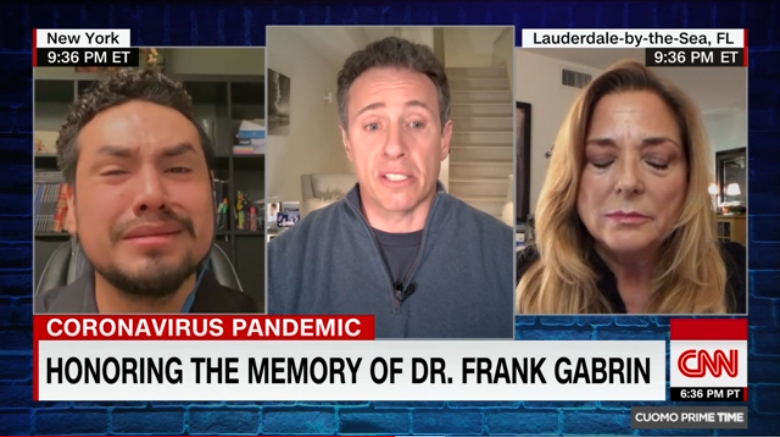 New York
9:36 PM ET
Lauderdale-by-the-Sea, FL
9:36 PM ET
CORONAVIRUS PANDEMIC
HONORING THE MEMORY OF DR. FRANK GABRIN
CNN
6:36 PM PT
CUOMO PRIME TIME